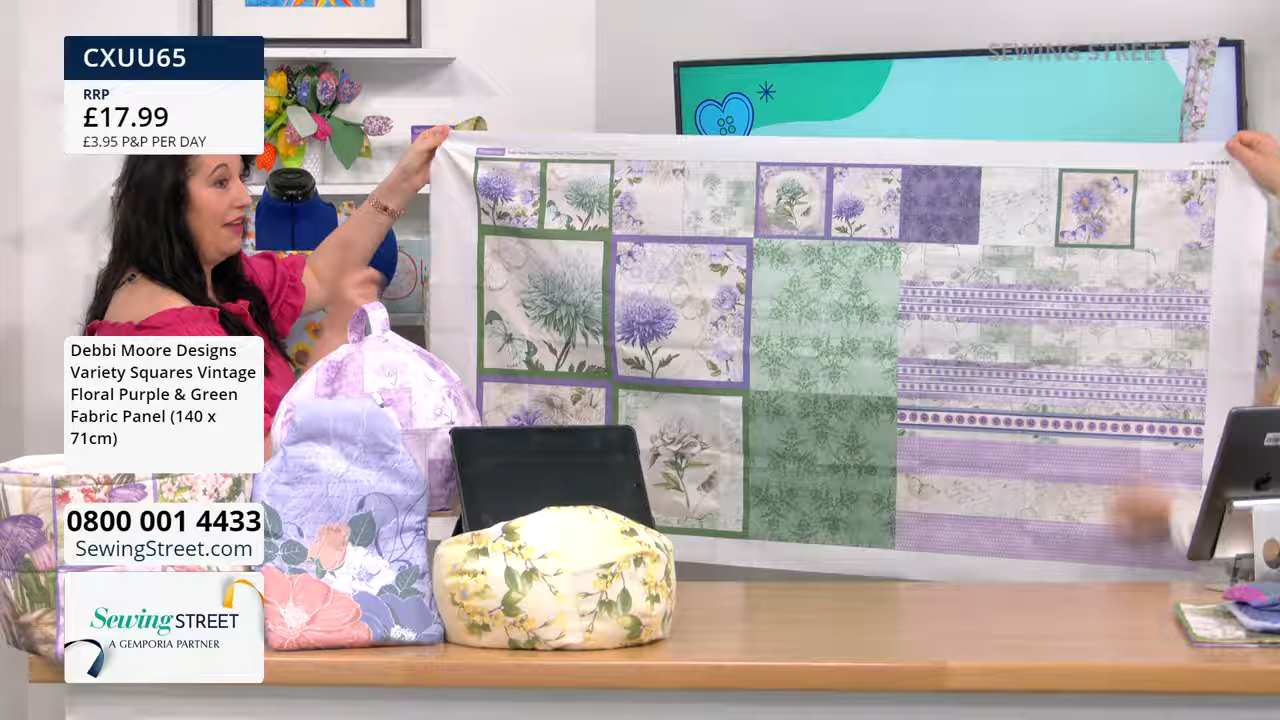 CXUU65
RRP
£17.99
£3.95 P&P PER DAY
SEWING STREET
Debbi Moore Designs
Variety Squares Vintage
Floral Purple & Green
Fabric Panel (140 x
71cm)
0800 001 4433
SewingStreet.com
Sewing STREET
A GEMPORIA PARTNER